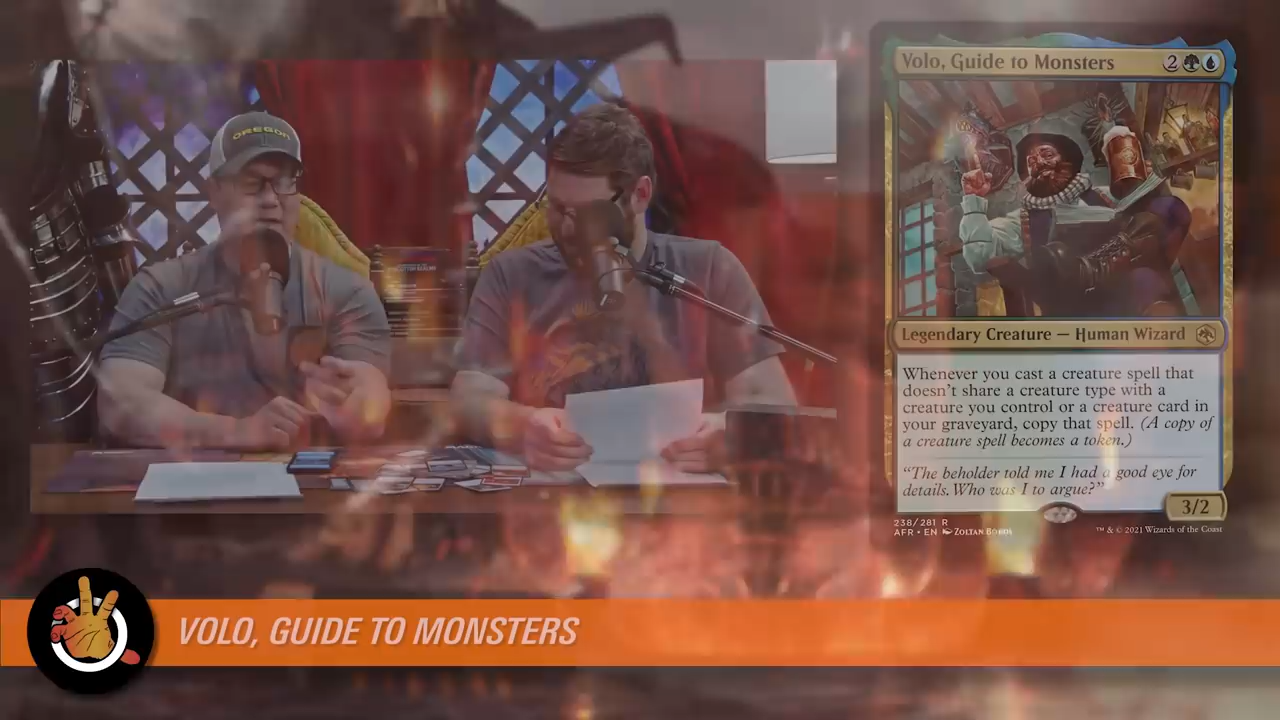 OREGON
Volo, Guide to Monsters 2
Legendary Creature — Human Wizard
Whenever you cast a creature spell that
doesn't share a creature type with a
creature you control or a creature card in
your graveyard, copy that spell. (A copy of
a creature spell becomes a token.)
"The beholder told me I had a good eye for
details. Who was I to argue?"
3/2
238/281 R
AFR • EN ZOLTAN BOROS
™ & © 2021 Wizards of the Coast
VOLO, GUIDE TO MONSTERS